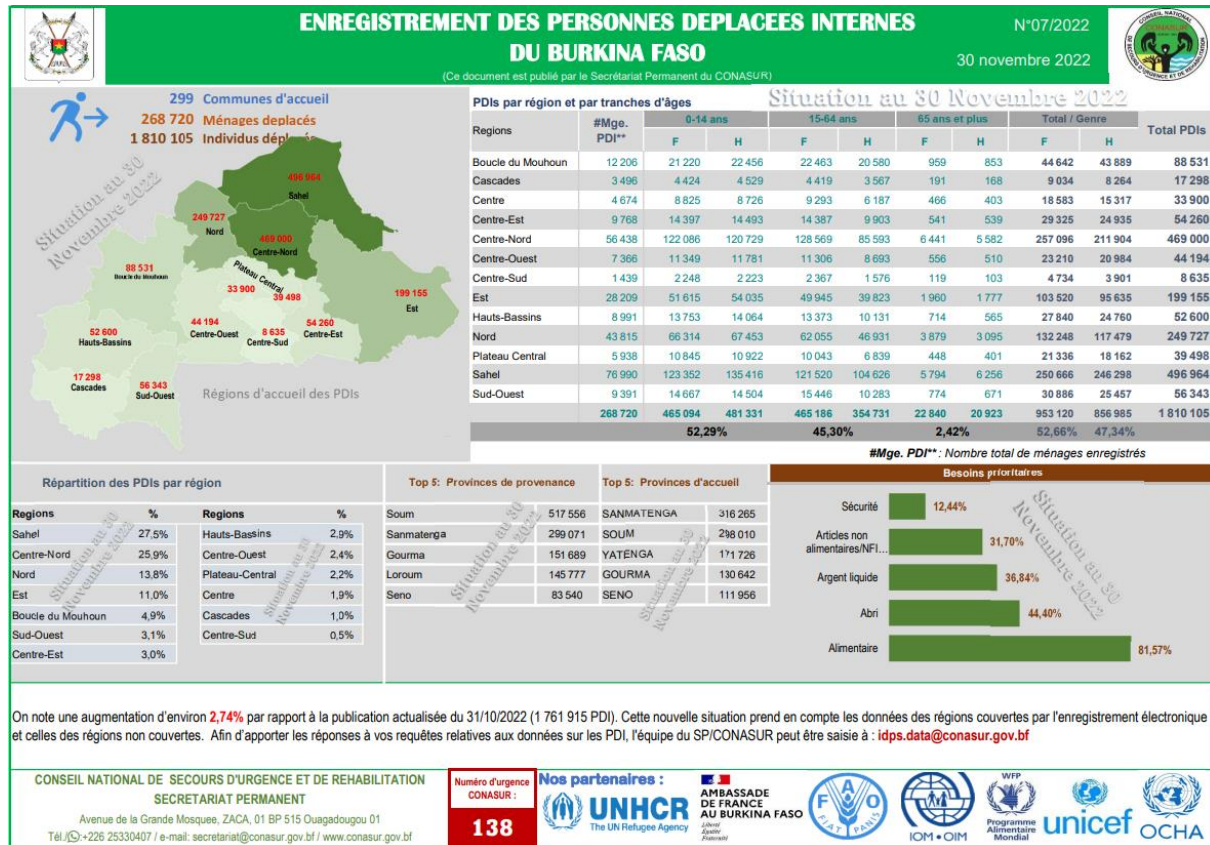 ENREGISTREMENT DES PERSONNES DEPLACEES INTERNES
DU BURKINA FASO
(Ce document est publié par le Secrétariat Permanent du CONASUR)
N°07/2022
30 novembre 2022
299 Communes d'accueil
268 720 Ménages deplacés
1 810 105 Individus déplacés
Situation au 30
Novembre 2022
496 964
Sahel
249 727
Nord
469 000
Centre-Nord
88 531
Boucle du Mouhoun
Plateau Central
33 900
39 498
199 155
Est
44 194
Centre-Ouest
8 635
Centre-Sud
54 260
Centre-Est
52 600
Hauts-Bassins
17 298
Cascades
56 343
Sud-Ouest
Régions d'accueil des PDI
PDIs par région et par tranches d'âges
Situation au 30 Novembre 2022
Regions #Mge. PDI** 0-14 ans 15-64 ans 65 ans et plus Total / Genre Total PDIs
F H F H F H F H
Boucle du Mouhoun 12 206 21 220 22 456 22 463 20 580 959 853 44 642 43 889 88 531
Cascades 3 496 4 424 4 529 4 419 3 567 191 168 9 034 8 264 17 298
Centre 4 674 8 825 8 726 9 293 6 187 466 403 18 583 15 317 33 900
Centre-Est 9 768 14 397 14 493 14 387 9 903 541 539 29 325 24 935 54 260
Centre-Nord 56 438 122 086 120 729 128 569 85 593 6 441 5 582 257 096 211 904 469 000
Centre-Ouest 7 366 11 349 11 781 11 306 8 693 556 510 23 210 20 984 44 194
Centre-Sud 1 439 2 248 2 223 2 367 1 576 119 103 4 734 3 901 8 635
Est 28 209 51 615 54 035 49 945 39 823 1 960 1 777 103 520 95 635 199 155
Hauts-Bassins 8 991 13 753 14 064 13 373 10 131 714 565 27 840 24 760 52 600
Nord 43 815 66 314 67 453 62 055 46 931 3 879 3 095 132 248 117 479 249 727
Plateau Central 5 938 10 845 10 922 10 043 6 839 448 401 21 336 18 162 39 498
Sahel 76 990 123 352 135 416 121 520 104 626 5 794 6 256 250 666 246 298 496 964
Sud-Ouest 9 391 14 667 14 504 15 446 10 283 774 671 30 886 25 457 56 343
268 720 465 094 481 331 465 186 354 731 22 840 20 923 953 120 856 985 1 810 105
52,29% 45,30% 2,42% 52,66% 47,34%
#Mge. PDI** : Nombre total de ménages enregistrés
Répartition des PDIs par région
Regions % Regions %
Sahel 27,5% Hauts-Bassins 2,9%
Centre-Nord 25,9% Centre-Ouest 2,4%
Nord 13,8% Plateau-Central 2,2%
Est 11,0% Centre 1,9%
Boucle du Mouhoun 4,9% Cascades 1,0%
Sud-Ouest 3,1% Centre-Sud 0,5%
Centre-Est 3,0%
Situation au 30
Novembre 2022
Situation au 30
Novembre 2022
Top 5: Provinces de provenance Top 5: Provinces d'accueil
Soum 517 556 SANMATENGA 316 265
Sanmatenga 299 071 SOUM 298 010
Gourma 151 689 YATENGA 171 726
Loroum 145 777 GOURMA 130 642
Seno 83 540 SENO 111 956
Situation au 30
Novembre 2022
Situation au 30
Novembre 2022
Besoins prioritaires
Sécurité 12,44%
Articles non
alimentaires/NFI... 31,70%
Argent liquide 36,84%
Abri 44,40%
Alimentaire 81,57%
Situation au 30
Novembre 2022
On note une augmentation d'environ 2,74% par rapport à la publication actualisée du 31/10/2022 (1 761 915 PDI). Cette nouvelle situation prend en compte les données des régions couvertes par l'enregistrement électronique
et celles des régions non couvertes. Afin d'apporter les réponses à vos requêtes relatives aux données sur les PDI, l'équipe du SP/CONASUR peut être saisie à : idps.data@conasur.gov.bf
CONSEIL NATIONAL DE SECOURS D'URGENCE ET DE REHABILITATION
SECRETARIAT PERMANENT
Avenue de la Grande Mosquee, ZACA, 01 BP 515 Ouagadougou 01
Tél./:+226 25330407 / e-mail: secretariat@conasur.gov.bf / www.conasur.gov.bf
Numéro d'urgence
CONASUR :
138
Nos partenaires :
UNHCR
The UN Refugee Agency
AMBASSADE
DE FRANCE
AU BURKINA FASO
Liberté
Égalité
Fraternité
FAO
FIAT PANIS
IOM • OIM
WFP
Programme
Alimentaire
Mondial
unicef
OCHA